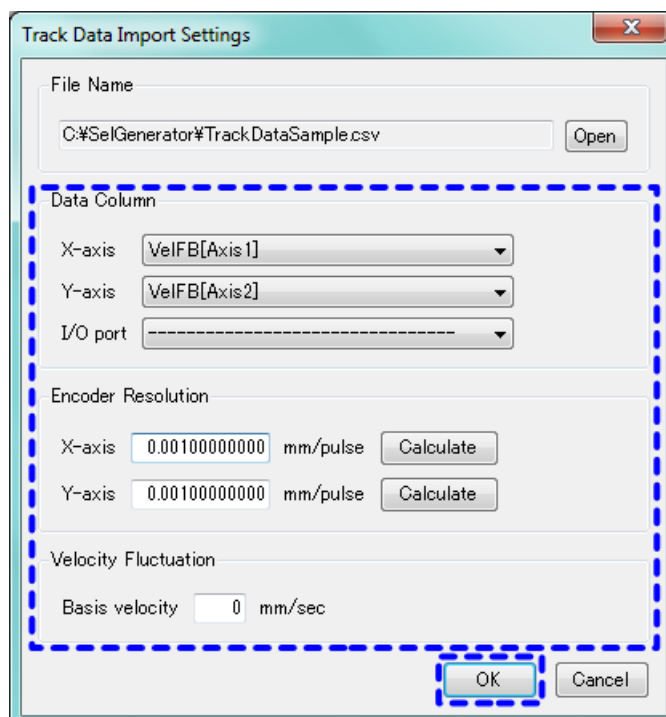 Track Data Import Settings
File Name
C:¥SelGenerator¥TrackDataSample.csv Open
Data Column
X-axis VelFB[Axis1]
Y-axis VelFB[Axis2]
I/O port --------------------------------
Encoder Resolution
X-axis 0.00100000000 mm/pulse Calculate
Y-axis 0.00100000000 mm/pulse Calculate
Velocity Fluctuation
Basis velocity 0 mm/sec
OK Cancel